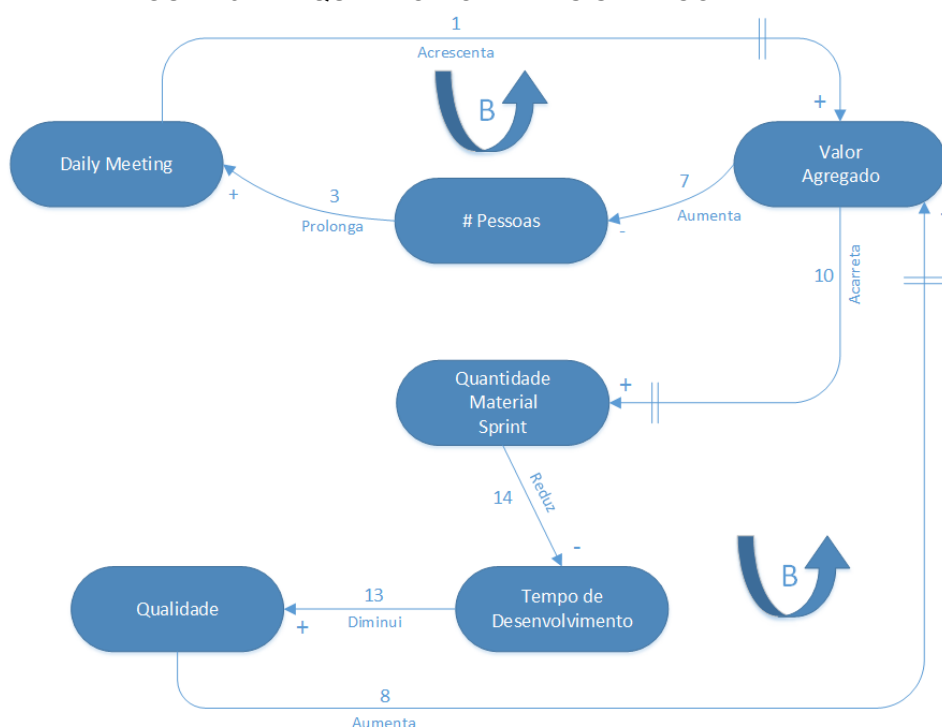 1
Acrescenta
B
+
Daily Meeting
Valor
Agregado
+
3
Prolonga
# Pessoas
7
Aumenta
-
10
Acarreta
Quantidade
Material
Sprint
+
14
Reduz
-
B
Qualidade
13
Diminui
+
Tempo de
Desenvolvimento
8
Aumenta